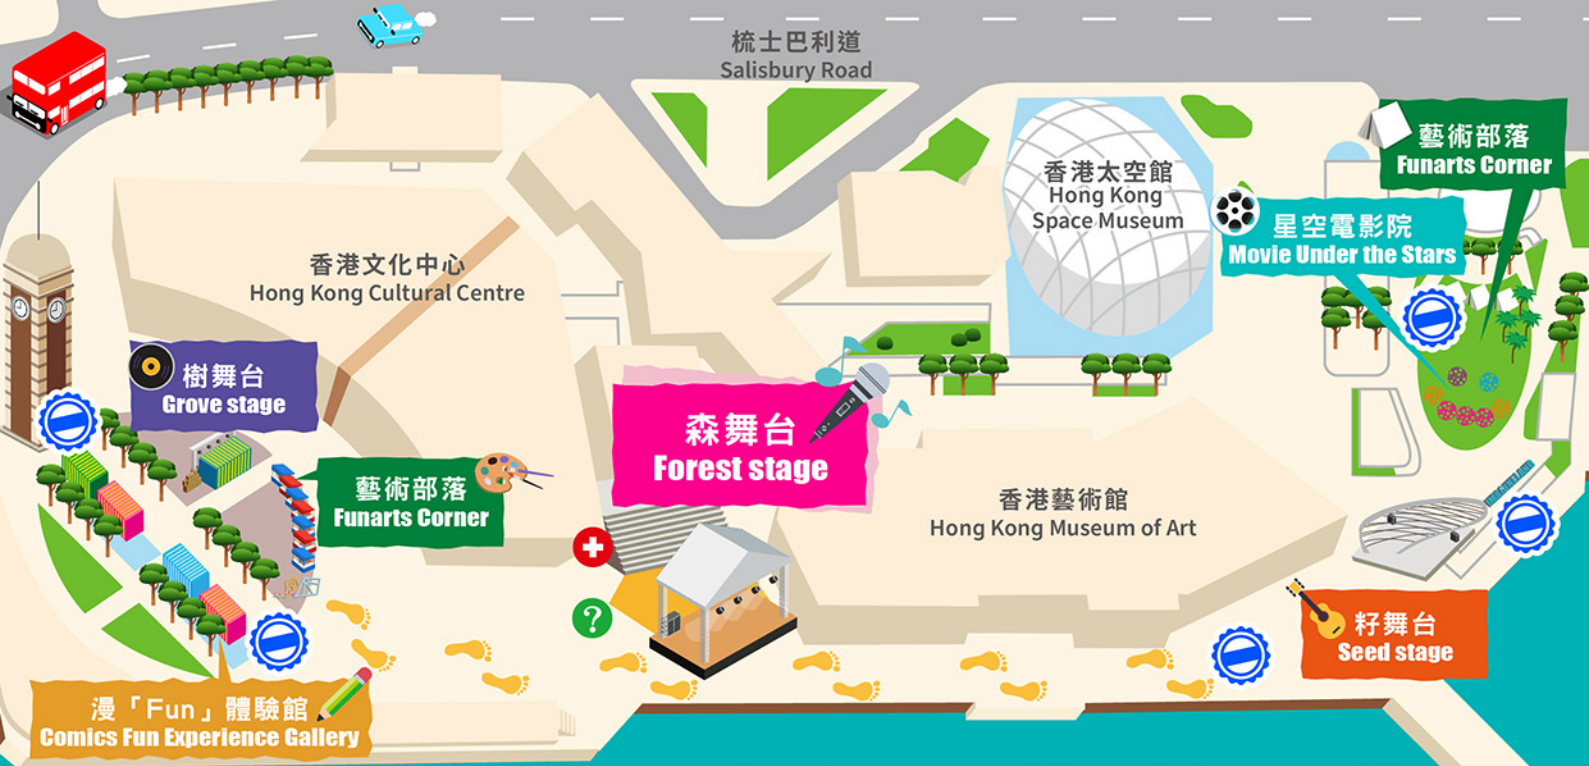 梳士巴利道
Salisbury Road
藝術部落
Funarts Corner
香港太空館
Hong Kong
Space Museum
星空電影院
Movie Under the Stars
香港文化中心
Hong Kong Cultural Centre
樹舞台
Grove stage
森舞台
Forest stage
藝術部落
Funarts Corner
香港藝術館
Hong Kong Museum of Art
?
籽舞台
Seed stage
漫「Fun」體驗館
Comics Fun Experience Gallery